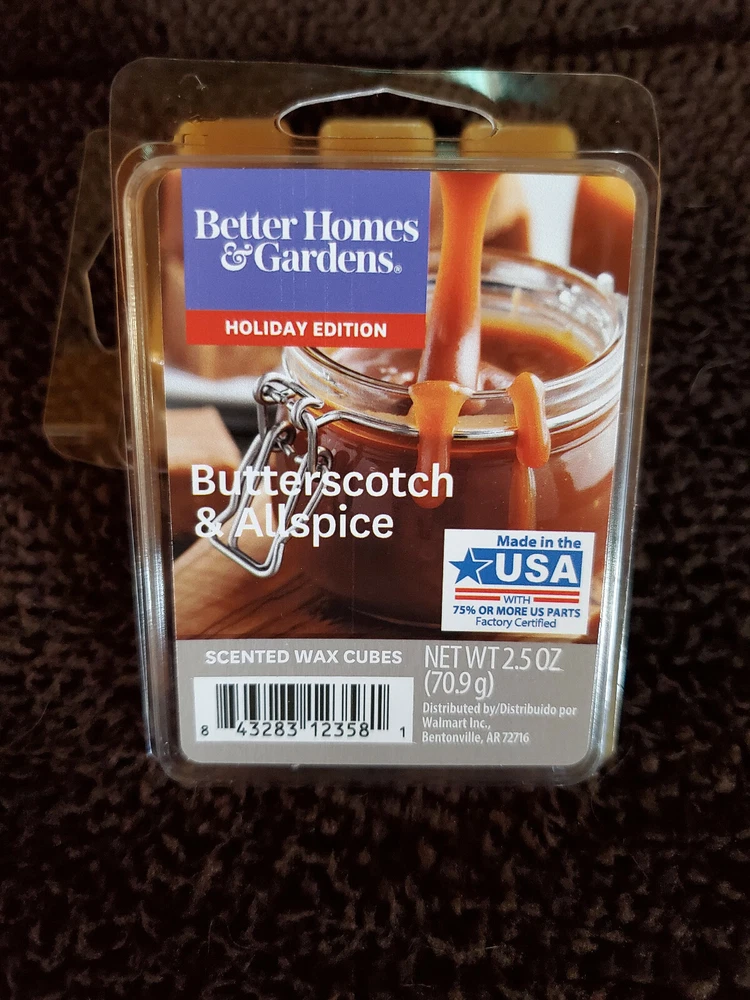 Better Homes
& Gardens®
HOLIDAY EDITION
Butterscotch
& Allspice
Made in the
USA
WITH
75% OR MORE US PARTS
Factory Certified
SCENTED WAX CUBES
NET WT 2.5 OZ
(70.9 g)
Distributed by/Distribuido por
Walmart Inc.,
Bentonville, AR 72716
8 43283 12358 1